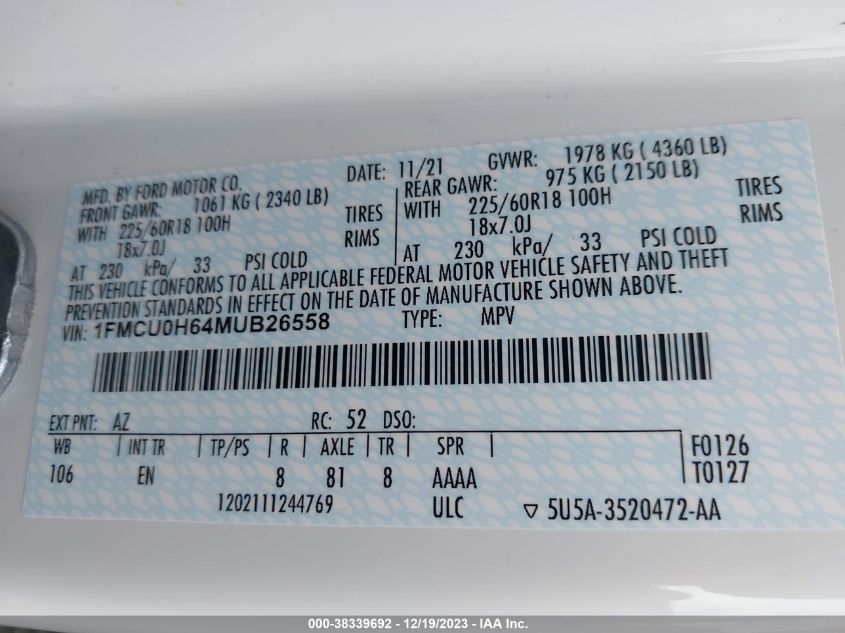 MFD. BY FORD MOTOR CO. DATE: 11/21 GVWR: 1978 KG ( 4360 LB)
FRONT GAWR: 1061 KG ( 2340 LB) REAR GAWR: 975 KG ( 2150 LB)
WITH 225/60R18 100H TIRES WITH 225/60R18 100H TIRES
18x7.0J RIMS 18x7.0J RIMS
AT 230 kPa/ 33 PSI COLD AT 230 kPa/ 33 PSI COLD
THIS VEHICLE CONFORMS TO ALL APPLICABLE FEDERAL MOTOR VEHICLE SAFETY AND THEFT
PREVENTION STANDARDS IN EFFECT ON THE DATE OF MANUFACTURE SHOWN ABOVE.
VIN: 1FMCU0H64MUB26558 TYPE: MPV
EXT PNT: AZ RC: 52 DSO:
WB INT TR TP/PS R AXLE TR SPR F0126
106 EN 8 81 8 AAAA T0127
1202111244769 ULC ▽ 5U5A-3520472-AA
000-38339692 - 12/19/2023 - IAA Inc.